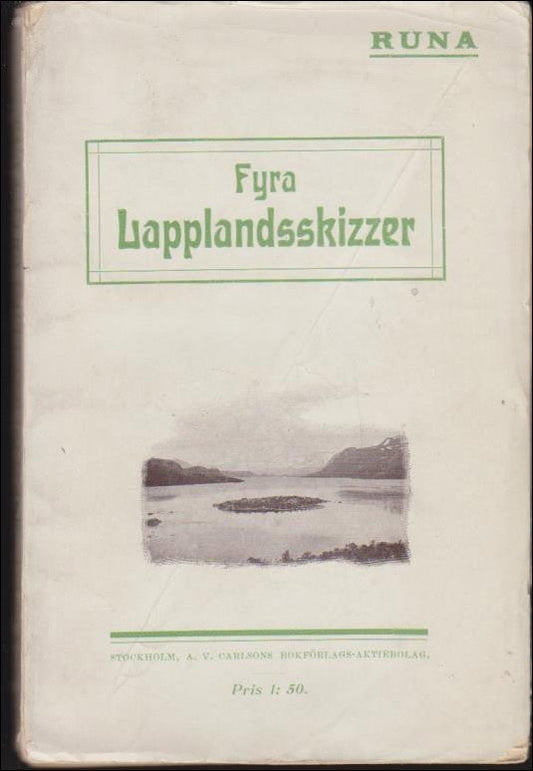 RUNA
Fyra
Lapplandsskizzer
STOCKHOLM, A. V. CARLSONS BOKFÖRLAGS-AKTIEBOLAG.
Pris 1: 50.